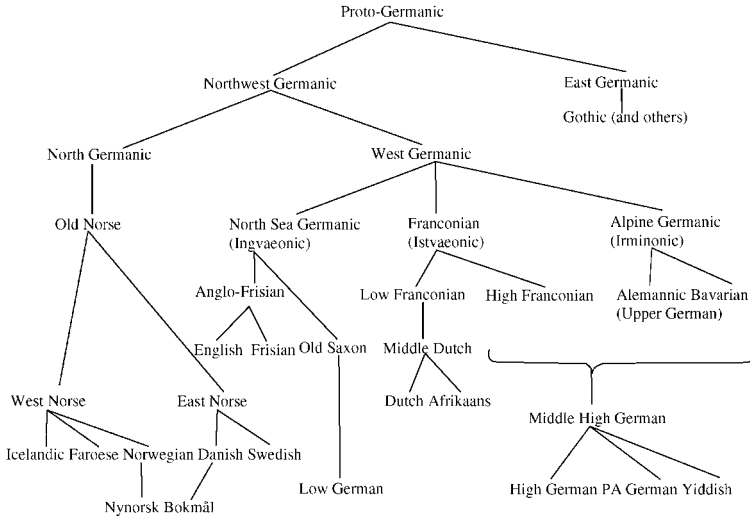 Proto-Germanic
Northwest Germanic
East Germanic
Gothic (and others)
North Germanic
West Germanic
Old Norse
North Sea Germanic
(Ingvaeonic)
Franconian
(Istvaeonic)
Alpine Germanic
(Irminonic)
Anglo-Frisian
Low Franconian
High Franconian
Alemannic Bavarian
(Upper German)
English Frisian Old Saxon
Middle Dutch
West Norse
East Norse
Dutch Afrikaans
Middle High German
Icelandic Faroese Norwegian Danish Swedish
Low German
High German PA German Yiddish
Nynorsk Bokmål